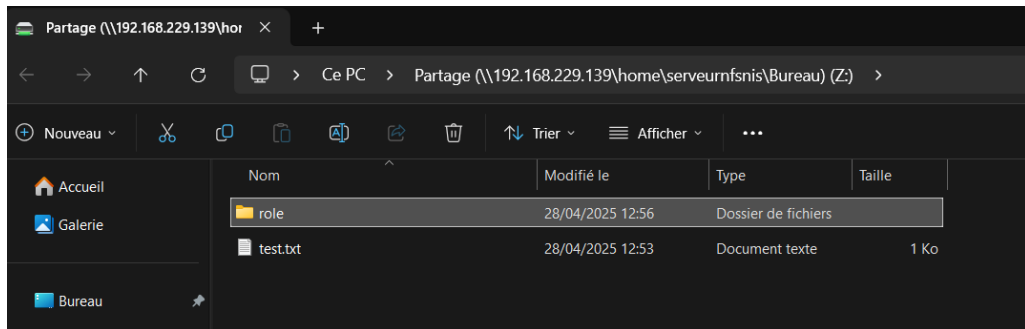 Partage (\\192.168.229.139\hor
Ce PC > Partage (\\192.168.229.139\home\serveurnfsnis\Bureau) (Z:) >
Nouveau Trier Afficher
Nom Modifié le Type Taille
Accueil
role 28/04/2025 12:56 Dossier de fichiers
Galerie
test.txt 28/04/2025 12:53 Document texte 1 Ko
Bureau